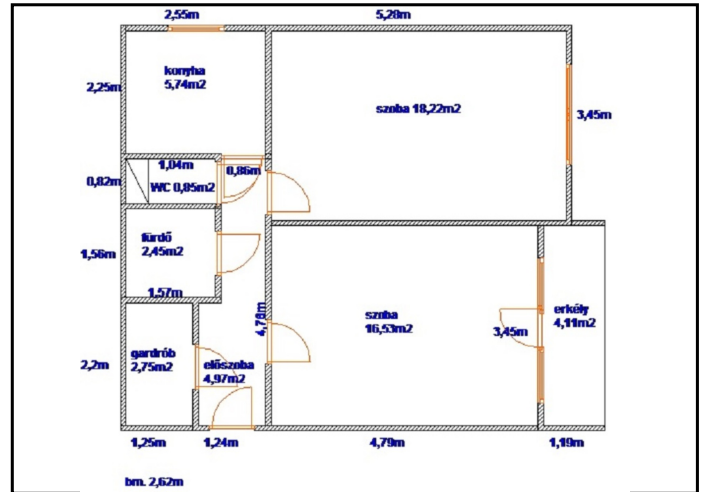 2,55m
5,28m
konyha
5,74m2
2,25m
szoba 18,22m2
3,45m
1,04m
0,86m
0,82m
WC 0,85m2
fürdő
2,45m2
1,56m
1,57m
4,76m
szoba
16,53m2
3,45m
erkély
4,11m2
gardrób
2,75m2
2,2m
előszoba
4,97m2
1,25m
1,24m
4,79m
1,19m
bm. 2,62m